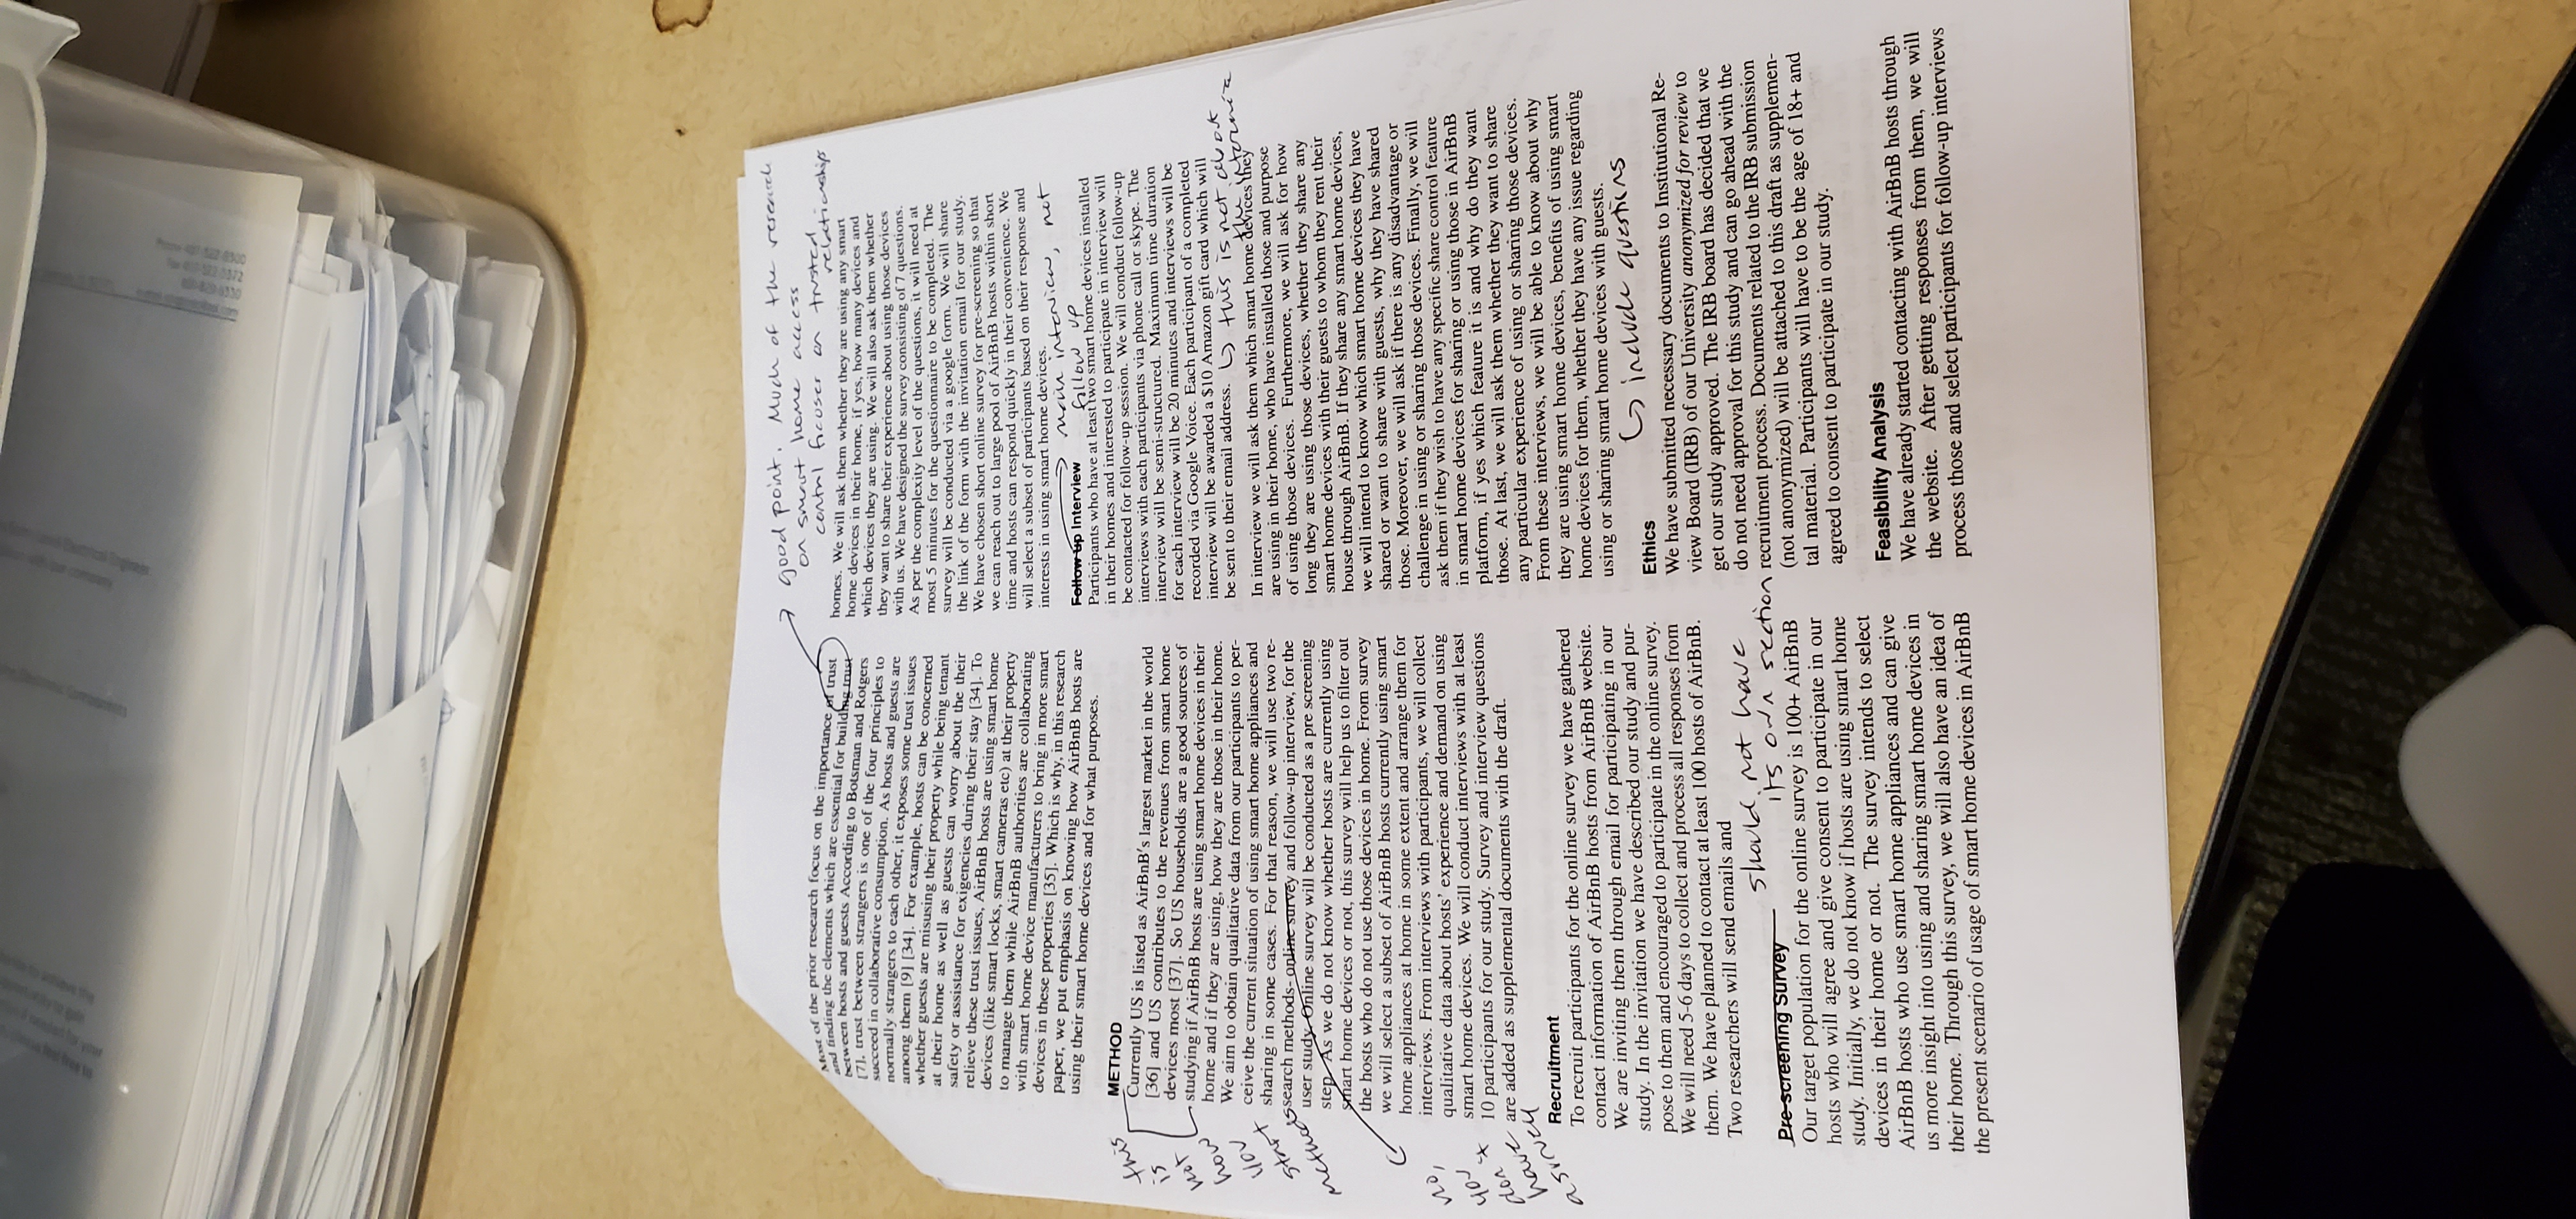 good point. Much of the research
on smart home access
control focuses on trusted
relationships
Most of the prior research focus on the importance of trust
and finding the elements which are essential for building trust
between hosts and guests According to Botsman and Rotgers
[7], trust between strangers is one of the four principles to
succeed in collaborative consumption. As hosts and guests are
normally strangers to each other, it exposes some trust issues
among them [9] [34]. For example, hosts can be concerned
whether guests are misusing their property while being tenant
at their home as well as guests can worry about the their
safety or assistance for exigencies during their stay [34]. To
relieve these trust issues, AirBnB hosts are using smart home
devices (like smart locks, smart cameras etc) at their property
to manage them while AirBnB authorities are collaborating
with smart home device manufacturers to bring in more smart
devices in these properties [35]. Which is why, in this research
paper, we put emphasis on knowing how AirBnB hosts are
using their smart home devices and for what purposes.
this
is
not
how
you
start
methods
METHOD
Currently US is listed as AirBnB's largest market in the world
[36] and US contributes to the revenues from smart home
devices most [37]. So US households are a good sources of
studying if AirBnB hosts are using smart home devices in their
home and if they are using, how they are those in their home.
We aim to obtain qualitative data from our participants to per-
ceive the current situation of using smart home appliances and
sharing in some cases. For that reason, we will use two re-
search methods- online survey and follow-up interview, for the
user study. Online survey will be conducted as a pre screening
step. As we do not know whether hosts are currently using
smart home devices or not, this survey will help us to filter out
the hosts who do not use those devices in home. From survey
we will select a subset of AirBnB hosts currently using smart
home appliances at home in some extent and arrange them for
interviews. From interviews with participants, we will collect
qualitative data about hosts' experience and demand on using
smart home devices. We will conduct interviews with at least
10 participants for our study. Survey and interview questions
are added as supplemental documents with the draft.
no,
you
don't
have
a survey
Recruitment
To recruit participants for the online survey we have gathered
contact information of AirBnB hosts from AirBnB website.
We are inviting them through email for participating in our
study. In the invitation we have described our study and pur-
pose to them and encouraged to participate in the online survey.
We will need 5-6 days to collect and process all responses from
them. We have planned to contact at least 100 hosts of AirBnB.
Two researchers will send emails and
should not have
its own section
Pre-screening Survey
Our target population for the online survey is 100+ AirBnB
hosts who will agree and give consent to participate in our
study. Initially, we do not know if hosts are using smart home
devices in their home or not. The survey intends to select
AirBnB hosts who use smart home appliances and can give
us more insight into using and sharing smart home devices in
their home. Through this survey, we will also have an idea of
the present scenario of usage of smart home devices in AirBnB
homes. We will ask them whether they are using any smart
home devices in their home, if yes, how many devices and
which devices they are using. We will also ask them whether
they want to share their experience about using those devices
with us. We have designed the survey consisting of 7 questions.
As per the complexity level of the questions, it will need at
most 5 minutes for the questionnaire to be completed. The
survey will be conducted via a google form. We will share
the link of the form with the invitation email for our study.
We have chosen short online survey for pre-screening so that
we can reach out to large pool of AirBnB hosts within short
time and hosts can respond quickly in their convenience. We
will select a subset of participants based on their response and
interests in using smart home devices.
main interview, not
follow up
Follow up Interview
Participants who have at least two smart home devices installed
in their homes and interested to participate in interview will
be contacted for follow-up session. We will conduct follow-up
interviews with each participants via phone call or skype. The
interview will be semi-structured. Maximum time duration
for each interview will be 20 minutes and interviews will be
recorded via Google Voice. Each participant of a completed
interview will be awarded a $10 Amazon gift card which will
be sent to their email address.
this is not about
the
In interview we will ask them which smart home devices they
are using in their home, who have installed those and purpose
of using those devices. Furthermore, we will ask for how
long they are using those devices, whether they share any
smart home devices with their guests to whom they rent their
house through AirBnB. If they share any smart home devices,
we will intend to know which smart home devices they have
shared or want to share with guests, why they have shared
those. Moreover, we will ask if there is any disadvantage or
challenge in using or sharing those devices. Finally, we will
ask them if they wish to have any specific share control feature
in smart home devices for sharing or using those in AirBnB
platform, if yes which feature it is and why do they want
those. At last, we will ask them whether they want to share
any particular experience of using or sharing those devices.
From these interviews, we will be able to know about why
they are using smart home devices, benefits of using smart
home devices for them, whether they have any issue regarding
using or sharing smart home devices with guests.
include questions
Ethics
We have submitted necessary documents to Institutional Re-
view Board (IRB) of our University anonymized for review to
get our study approved. The IRB board has decided that we
do not need approval for this study and can go ahead with the
recruitment process. Documents related to the IRB submission
(not anonymized) will be attached to this draft as supplemen-
tal material. Participants will have to be the age of 18+ and
agreed to consent to participate in our study.
Feasibility Analysis
We have already started contacting with AirBnB hosts through
the website. After getting responses from them, we will
process those and select participants for follow-up interviews